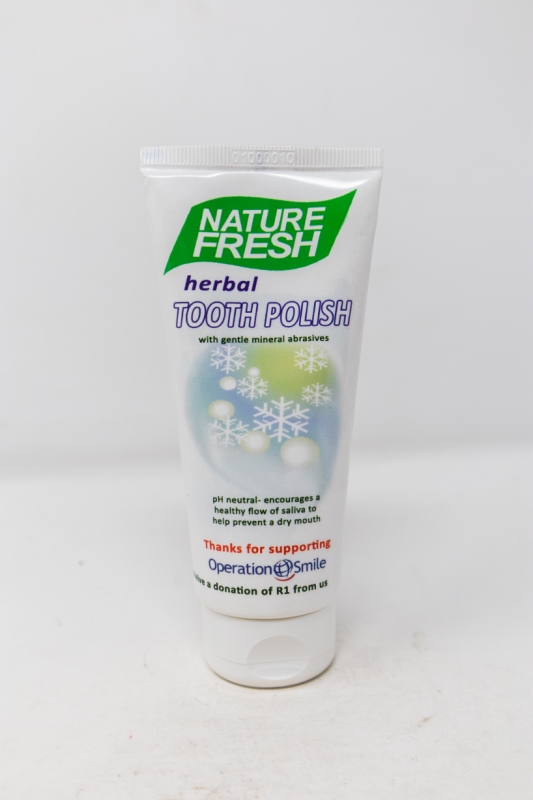 01000010
NATURE
FRESH
herbal
TOOTH POLISH
with gentle mineral abrasives
pH neutral- encourages a
healthy flow of saliva to
help prevent a dry mouth
Thanks for supporting
Operation Smile
a donation of R1 from us